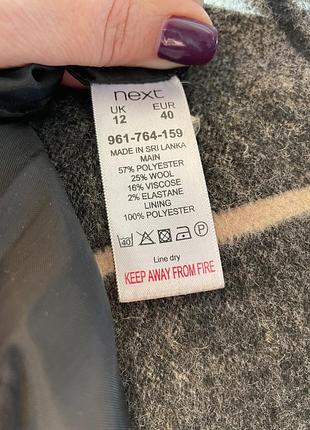 next
UK EUR
12 40
961-764-159
MADE IN SRI LANKA
MAIN
57% POLYESTER
25% WOOL
16% VISCOSE
2% ELASTANE
LINING
100% POLYESTER
40 P
Line dry
KEEP AWAY FROM FIRE